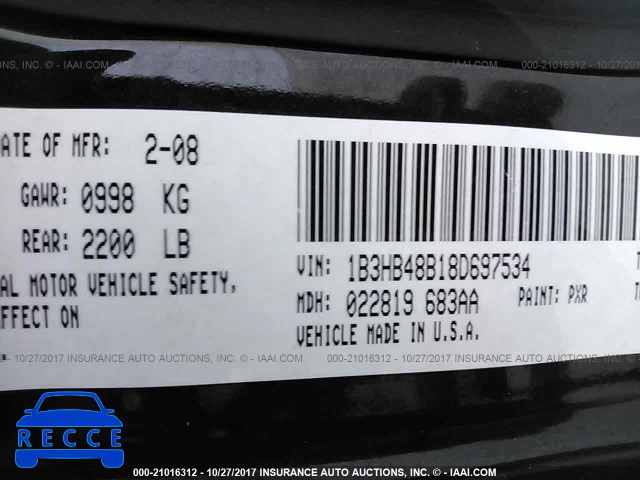 INC. - IAAI.COM 000-21016312 - 10/27/2017 INSURANCE AUTO AUCTIONS, INC. - IAAI.COM 000-21016312 - 10/27/2017
ATE OF MFR: 2-08
GAWR: 0998 KG
REAR: 2200 LB
AL MOTOR VEHICLE SAFETY,
FFECT ON
VIN: 1B3HB48B18D697534
MDH: 022819 683AA PAINT: PXR
VEHICLE MADE IN U.S.A.
10/27/2017 INSURANCE AUTO AUCTIONS, INC. - IAAI.COM 000-21016312 - 10/27/2017 INSURANCE AUTO AUCTIONS, INC. - IAAI.COM
RECCE
000-21016312 - 10/27/2017 INSURANCE AUTO AUCTIONS, INC. - IAAI.COM